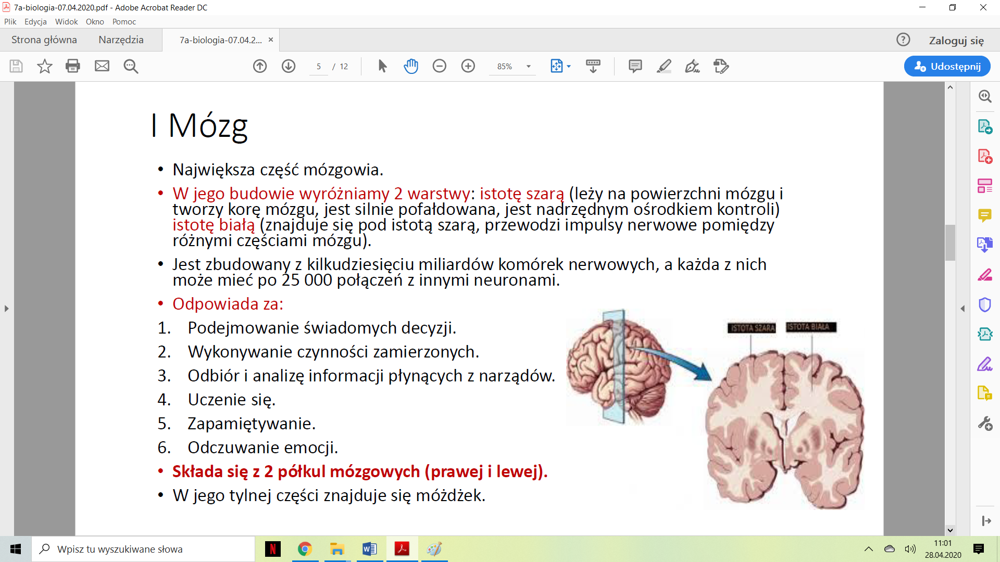 7a-biologia-07.04.2020.pdf - Adobe Acrobat Reader DC
Plik Edycja Widok Okno Pomoc
Strona główna Narzędzia 7a-biologia-07.04.2... × Zaloguj się
5 / 12 85% Udostępnij
I Mózg
• Największa część mózgowia.
• W jego budowie wyróżniamy 2 warstwy: istotę szarą (leży na powierzchni mózgu i
tworzy korę mózgu, jest silnie pofałdowana, jest nadrzędnym ośrodkiem kontroli)
istotę białą (znajduje się pod istotą szarą, przewodzi impulsy nerwowe pomiędzy
różnymi częściami mózgu).
• Jest zbudowany z kilkudziesięciu miliardów komórek nerwowych, a każda z nich
może mieć po 25 000 połączeń z innymi neuronami.
• Odpowiada za:
1. Podejmowanie świadomych decyzji.
2. Wykonywanie czynności zamierzonych.
3. Odbiór i analizę informacji płynących z narządów.
4. Uczenie się.
5. Zapamiętywanie.
6. Odczuwanie emocji.
• Składa się z 2 półkul mózgowych (prawej i lewej).
• W jego tylnej części znajduje się móżdżek.
ISTOTA SZARA ISTOTA BIAŁA
Wpisz tu wyszukiwane słowa
11:01
28.04.2020